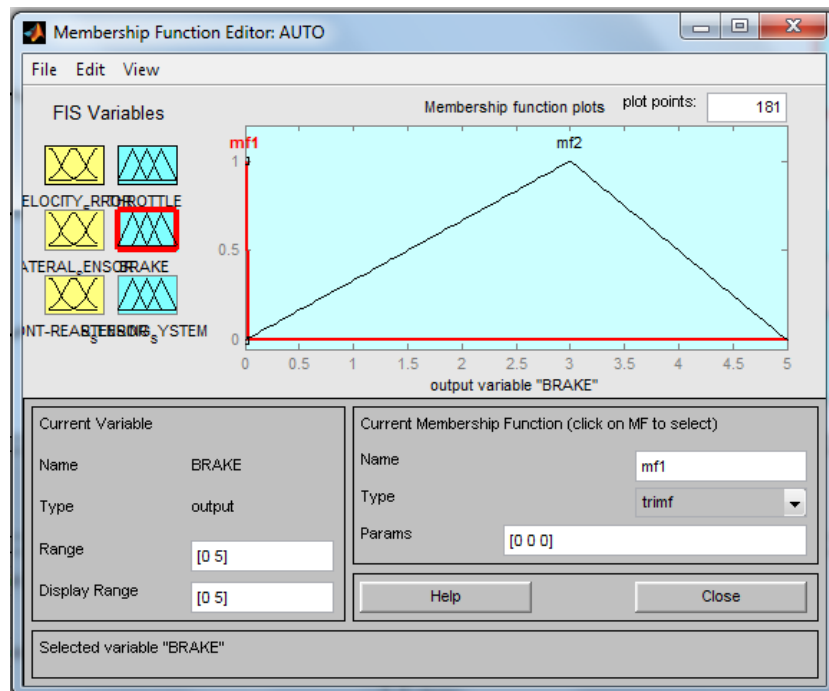 Membership Function Editor: AUTO
File Edit View
FIS Variables
Membership function plots
plot points:
181
mf1
mf2
1
0.5
0
THROTTLE
BRAKE
0 0.5 1 1.5 2 2.5 3 3.5 4 4.5 5
output variable "BRAKE"
Current Variable
Name BRAKE
Type output
Range [0 5]
Display Range [0 5]
Current Membership Function (click on MF to select)
Name mf1
Type trimf
Params [0 0 0]
Help Close
Selected variable "BRAKE"